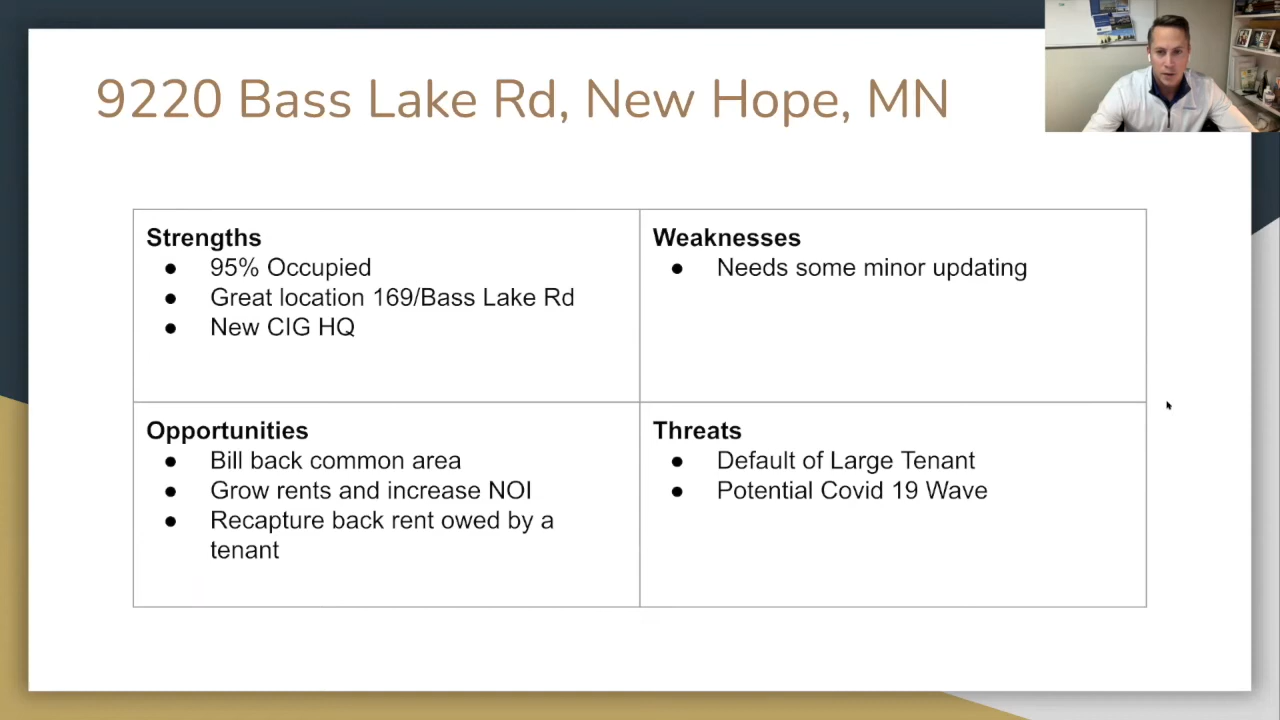 9220 Bass Lake Rd, New Hope, MN
Strengths
● 95% Occupied
● Great location 169/Bass Lake Rd
● New CIG HQ
Weaknesses
● Needs some minor updating
Opportunities
● Bill back common area
● Grow rents and increase NOI
● Recapture back rent owed by a
tenant
Threats
● Default of Large Tenant
● Potential Covid 19 Wave